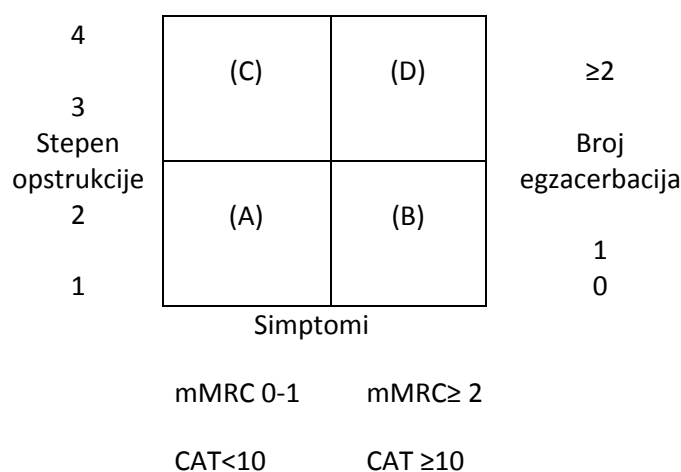 4
(C) (D) ≥2
3
Stepen Broj
opstrukcije egzacerbacija
2 (A) (B)
1
1 0
Simptomi
mMRC 0-1 mMRC≥ 2
CAT<10 CAT ≥10